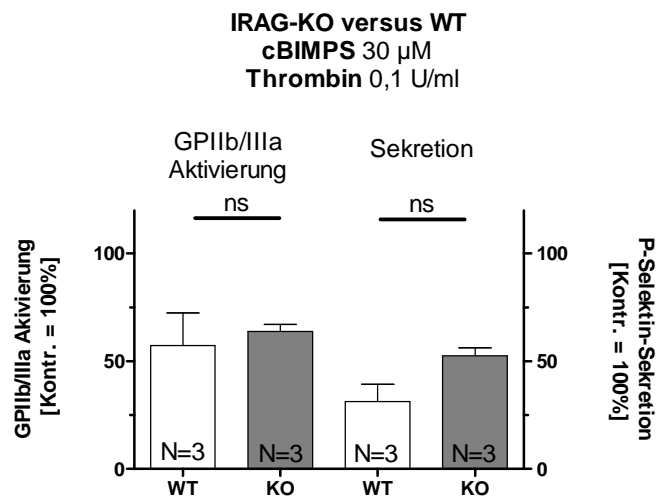 IRAG-KO versus WT
cBIMPS 30 µM
Thrombin 0,1 U/ml
GPIIb/IIIa
Aktivierung
Sekretion
ns
ns
GPIIb/IIIa Akivierung
[Kontr. = 100%]
100
50
0
N=3
N=3
N=3
N=3
100
50
0
P-Selektin-Sekretion
[Kontr. = 100%]
WT
KO
WT
KO